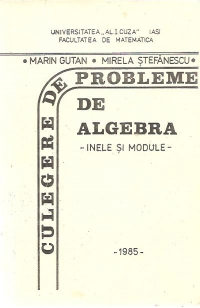 UNIVERSITATEA „AL.I.CUZA" IASI
FACULTATEA DE MATEMATICA
• MARIN GUTAN • MIRELA ŞTEFĂNESCU •
CULEGERE DE PROBLEME
DE
ALGEBRA
- INELE ŞI MODULE -
-1985-